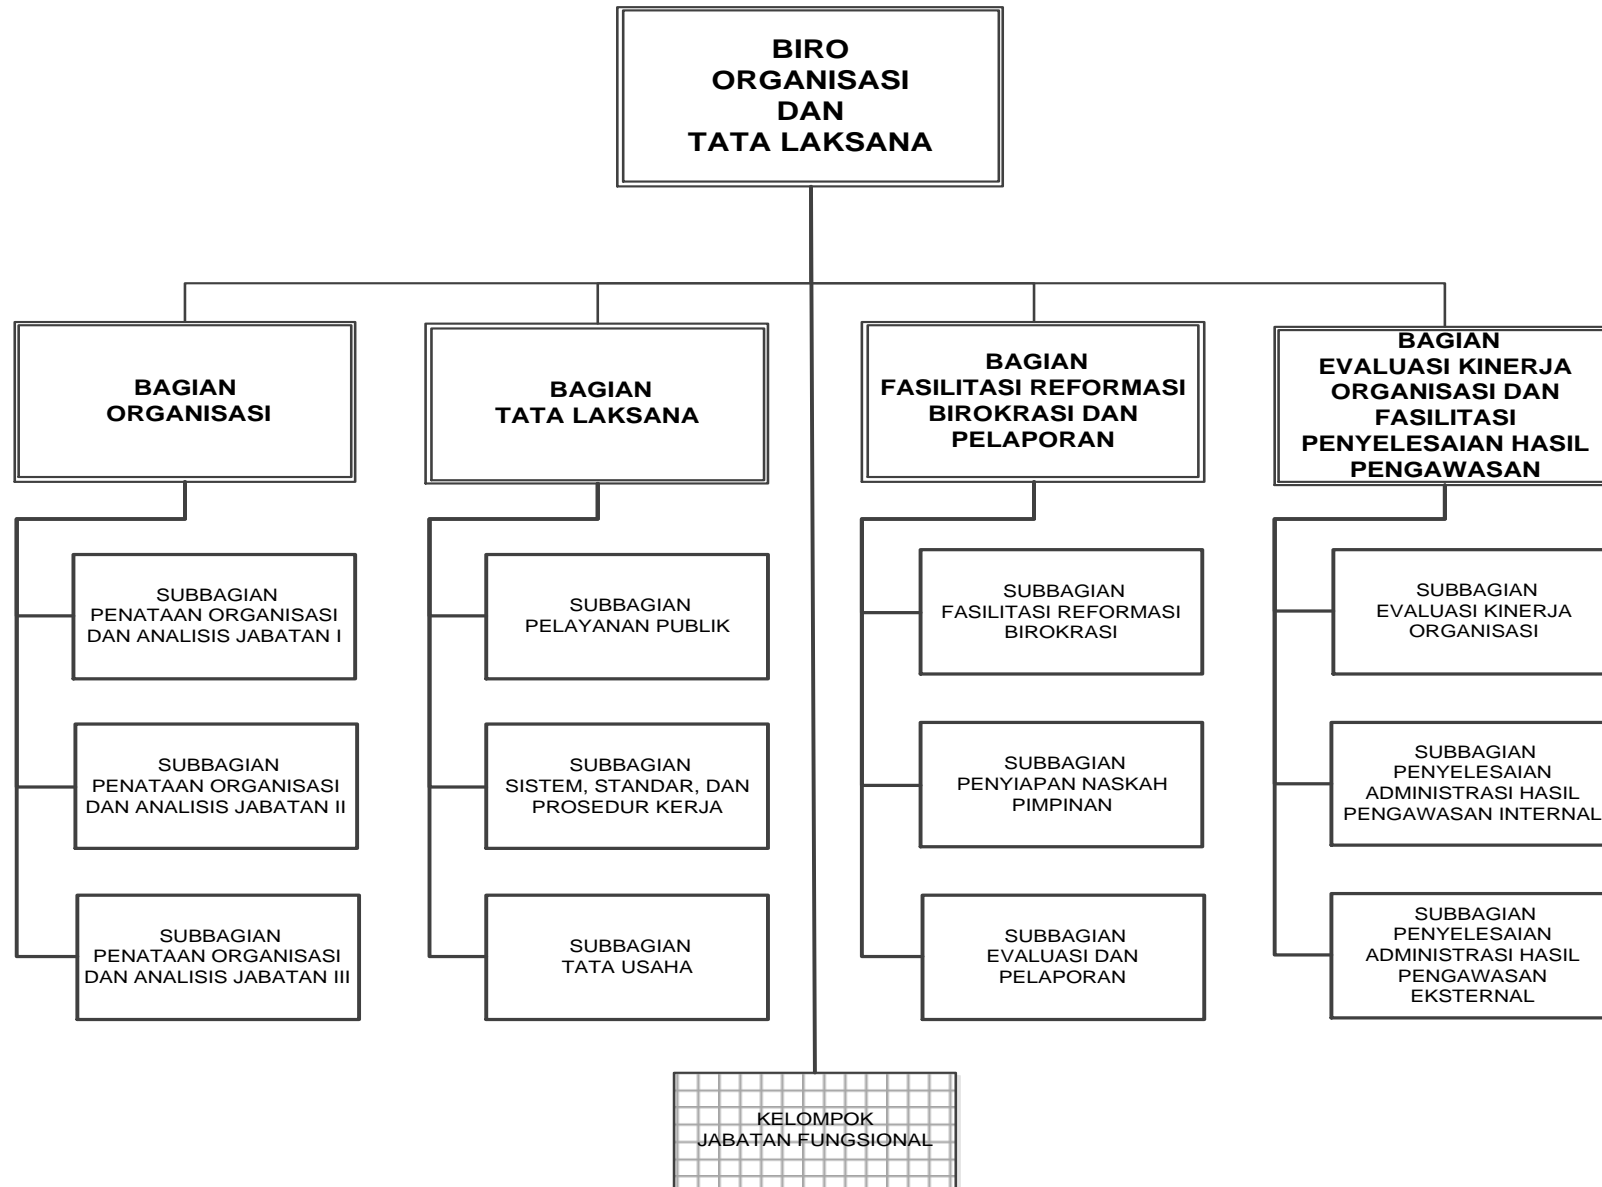 BIRO
ORGANISASI
DAN
TATA LAKSANA
BAGIAN
ORGANISASI
BAGIAN
TATA LAKSANA
BAGIAN
FASILITASI REFORMASI
BIROKRASI DAN
PELAPORAN
BAGIAN
EVALUASI KINERJA
ORGANISASI DAN
FASILITASI
PENYELESAIAN HASIL
PENGAWASAN
SUBBAGIAN
PENATAAN ORGANISASI
DAN ANALISIS JABATAN I
SUBBAGIAN
PELAYANAN PUBLIK
SUBBAGIAN
FASILITASI REFORMASI
BIROKRASI
SUBBAGIAN
EVALUASI KINERJA
ORGANISASI
SUBBAGIAN
PENATAAN ORGANISASI
DAN ANALISIS JABATAN II
SUBBAGIAN
SISTEM, STANDAR, DAN
PROSEDUR KERJA
SUBBAGIAN
PENYIAPAN NASKAH
PIMPINAN
SUBBAGIAN
PENYELESAIAN
ADMINISTRASI HASIL
PENGAWASAN INTERNAL
SUBBAGIAN
PENATAAN ORGANISASI
DAN ANALISIS JABATAN III
SUBBAGIAN
TATA USAHA
SUBBAGIAN
EVALUASI DAN
PELAPORAN
SUBBAGIAN
PENYELESAIAN
ADMINISTRASI HASIL
PENGAWASAN
EKSTERNAL
KELOMPOK
JABATAN FUNGSIONAL